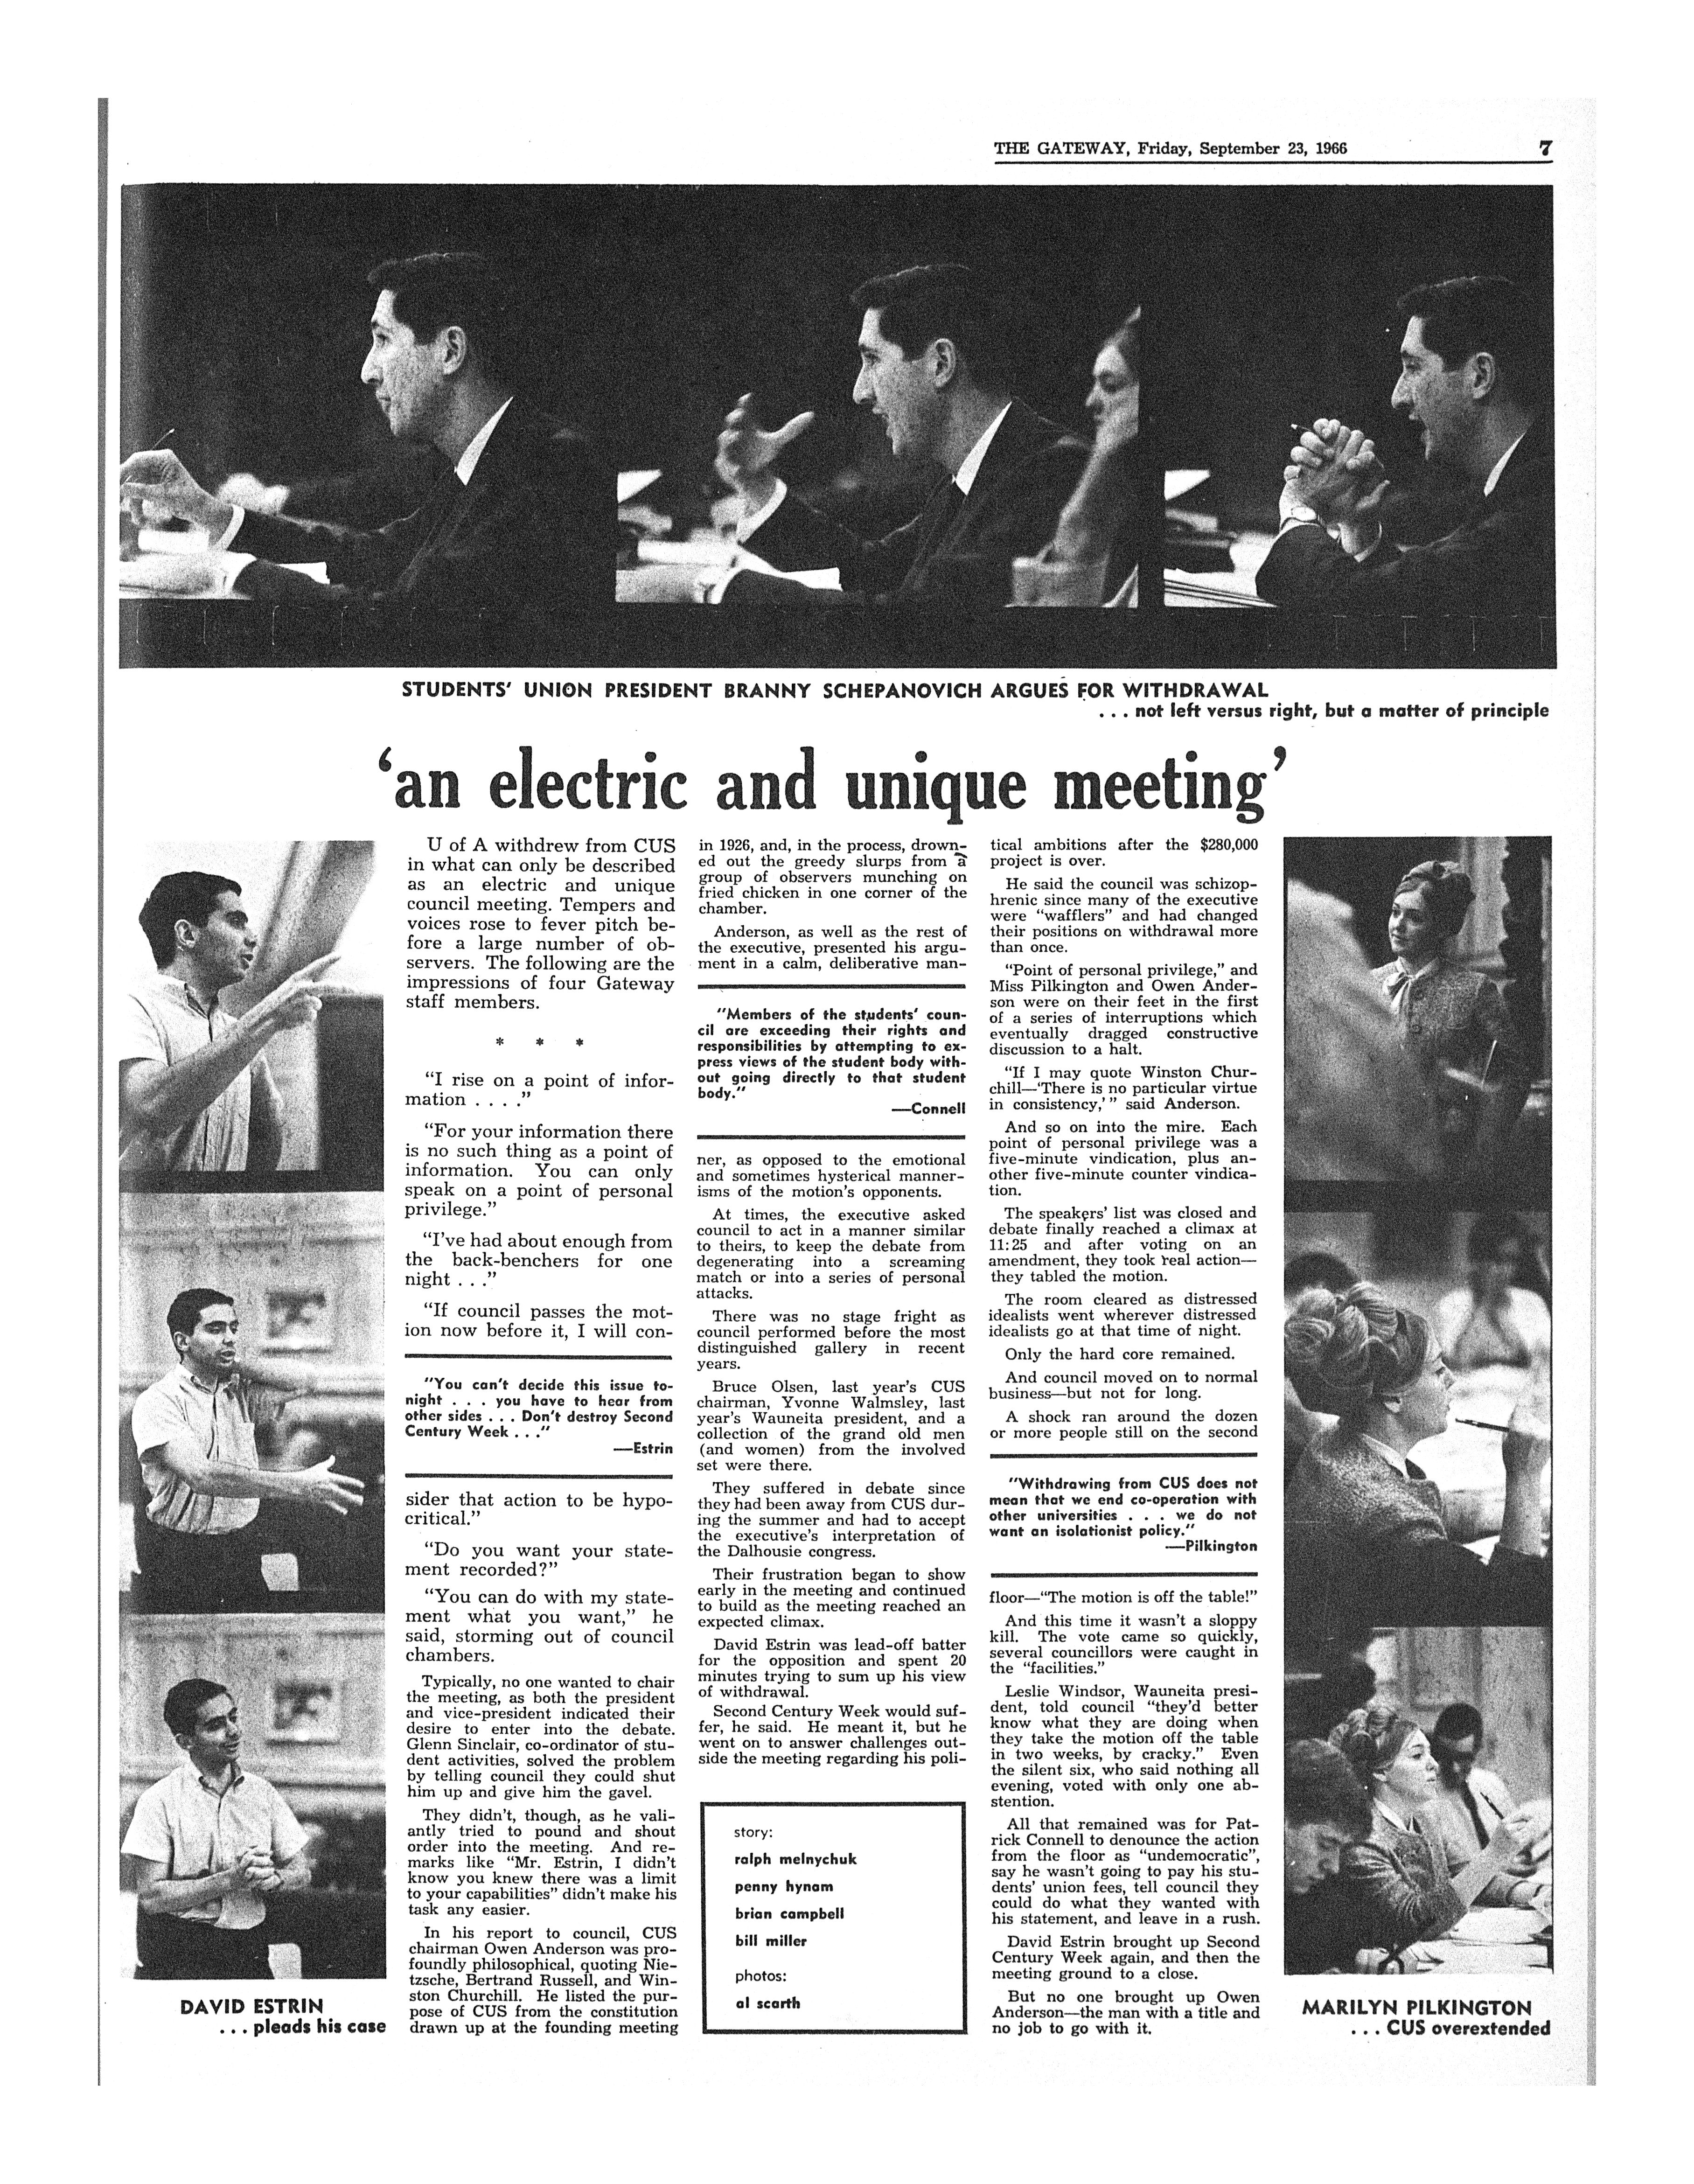 THE GATEWAY, Friday, September 23, 1966
7
STUDENTS' UNION PRESIDENT BRANNY SCHEPANOVICH ARGUES FOR WITHDRAWAL
. . . not left versus right, but a matter of principle
'an electric and unique meeting'
U of A withdrew from CUS
in what can only be described
as an electric and unique
council meeting. Tempers and
voices rose to fever pitch be-
fore a large number of ob-
servers. The following are the
impressions of four Gateway
staff members.
* * *
"I rise on a point of infor-
mation . . . ."
"For your information there
is no such thing as a point of
information. You can only
speak on a point of personal
privilege."
"I've had about enough from
the back-benchers for one
night . . ."
"If council passes the mot-
ion now before it, I will con-
"You can't decide this issue to-
night . . . you have to hear from
other sides . . . Don't destroy Second
Century Week . . ."
—Estrin
sider that action to be hypo-
critical."
"Do you want your state-
ment recorded?"
"You can do with my state-
ment what you want," he
said, storming out of council
chambers.
Typically, no one wanted to chair
the meeting, as both the president
and vice-president indicated their
desire to enter into the debate.
Glenn Sinclair, co-ordinator of stu-
dent activities, solved the problem
by telling council they could shut
him up and give him the gavel.
They didn't, though, as he vali-
antly tried to pound and shout
order into the meeting. And re-
marks like "Mr. Estrin, I didn't
know you knew there was a limit
to your capabilities" didn't make his
task any easier.
In his report to council, CUS
chairman Owen Anderson was pro-
foundly philosophical, quoting Nie-
tzsche, Bertrand Russell, and Win-
ston Churchill. He listed the pur-
pose of CUS from the constitution
drawn up at the founding meeting
in 1926, and, in the process, drown-
ed out the greedy slurps from a
group of observers munching on
fried chicken in one corner of the
chamber.
Anderson, as well as the rest of
the executive, presented his argu-
ment in a calm, deliberative man-
"Members of the students' coun-
cil are exceeding their rights and
responsibilities by attempting to ex-
press views of the student body with-
out going directly to that student
body."
—Connell
ner, as opposed to the emotional
and sometimes hysterical manner-
isms of the motion's opponents.
At times, the executive asked
council to act in a manner similar
to theirs, to keep the debate from
degenerating into a screaming
match or into a series of personal
attacks.
There was no stage fright as
council performed before the most
distinguished gallery in recent
years.
Bruce Olsen, last year's CUS
chairman, Yvonne Walmsley, last
year's Wauneita president, and a
collection of the grand old men
(and women) from the involved
set were there.
They suffered in debate since
they had been away from CUS dur-
ing the summer and had to accept
the executive's interpretation of
the Dalhousie congress.
Their frustration began to show
early in the meeting and continued
to build as the meeting reached an
expected climax.
David Estrin was lead-off batter
for the opposition and spent 20
minutes trying to sum up his view
of withdrawal.
Second Century Week would suf-
fer, he said. He meant it, but he
went on to answer challenges out-
side the meeting regarding his poli-
story:
ralph melnychuk
penny hynam
brian campbell
bill miller
photos:
al scarth
tical ambitions after the $280,000
project is over.
He said the council was schizop-
hrenic since many of the executive
were "wafflers" and had changed
their positions on withdrawal more
than once.
"Point of personal privilege," and
Miss Pilkington and Owen Ander-
son were on their feet in the first
of a series of interruptions which
eventually dragged constructive
discussion to a halt.
"If I may quote Winston Chur-
chill—'There is no particular virtue
in consistency,' " said Anderson.
And so on into the mire. Each
point of personal privilege was a
five-minute vindication, plus an-
other five-minute counter vindica-
tion.
The speakers' list was closed and
debate finally reached a climax at
11:25 and after voting on an
amendment, they took real action—
they tabled the motion.
The room cleared as distressed
idealists went wherever distressed
idealists go at that time of night.
Only the hard core remained.
And council moved on to normal
business—but not for long.
A shock ran around the dozen
or more people still on the second
"Withdrawing from CUS does not
mean that we end co-operation with
other universities . . . we do not
want an isolationist policy."
—Pilkington
floor—"The motion is off the table!"
And this time it wasn't a sloppy
kill. The vote came so quickly,
several councillors were caught in
the "facilities."
Leslie Windsor, Wauneita presi-
dent, told council "they'd better
know what they are doing when
they take the motion off the table
in two weeks, by cracky." Even
the silent six, who said nothing all
evening, voted with only one ab-
stention.
All that remained was for Pat-
rick Connell to denounce the action
from the floor as "undemocratic",
say he wasn't going to pay his stu-
dents' union fees, tell council they
could do what they wanted with
his statement, and leave in a rush.
David Estrin brought up Second
Century Week again, and then the
meeting ground to a close.
But no one brought up Owen
Anderson—the man with a title and
no job to go with it.
DAVID ESTRIN
. . . pleads his case
MARILYN PILKINGTON
. . . CUS overextended